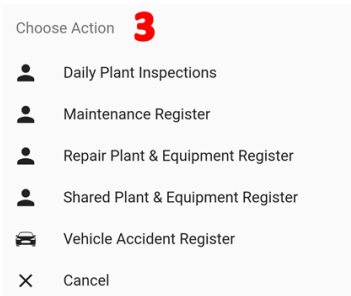 Choose Action 3
Daily Plant Inspections
Maintenance Register
Repair Plant & Equipment Register
Shared Plant & Equipment Register
Vehicle Accident Register
Cancel